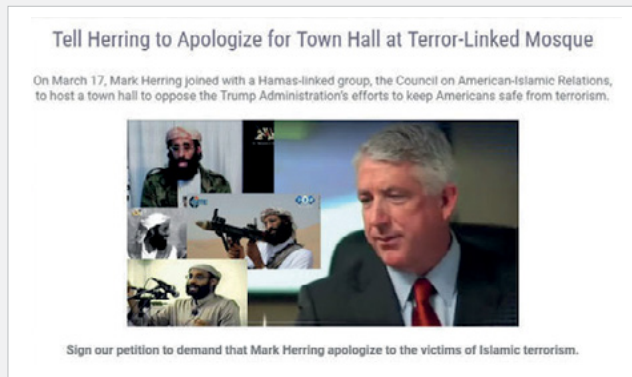 Tell Herring to Apologize for Town Hall at Terror-Linked Mosque
On March 17, Mark Herring joined with a Hamas-linked group, the Council on American-Islamic Relations,
to host a town hall to oppose the Trump Administration's efforts to keep Americans safe from terrorism.
Sign our petition to demand that Mark Herring apologize to the victims of Islamic terrorism.